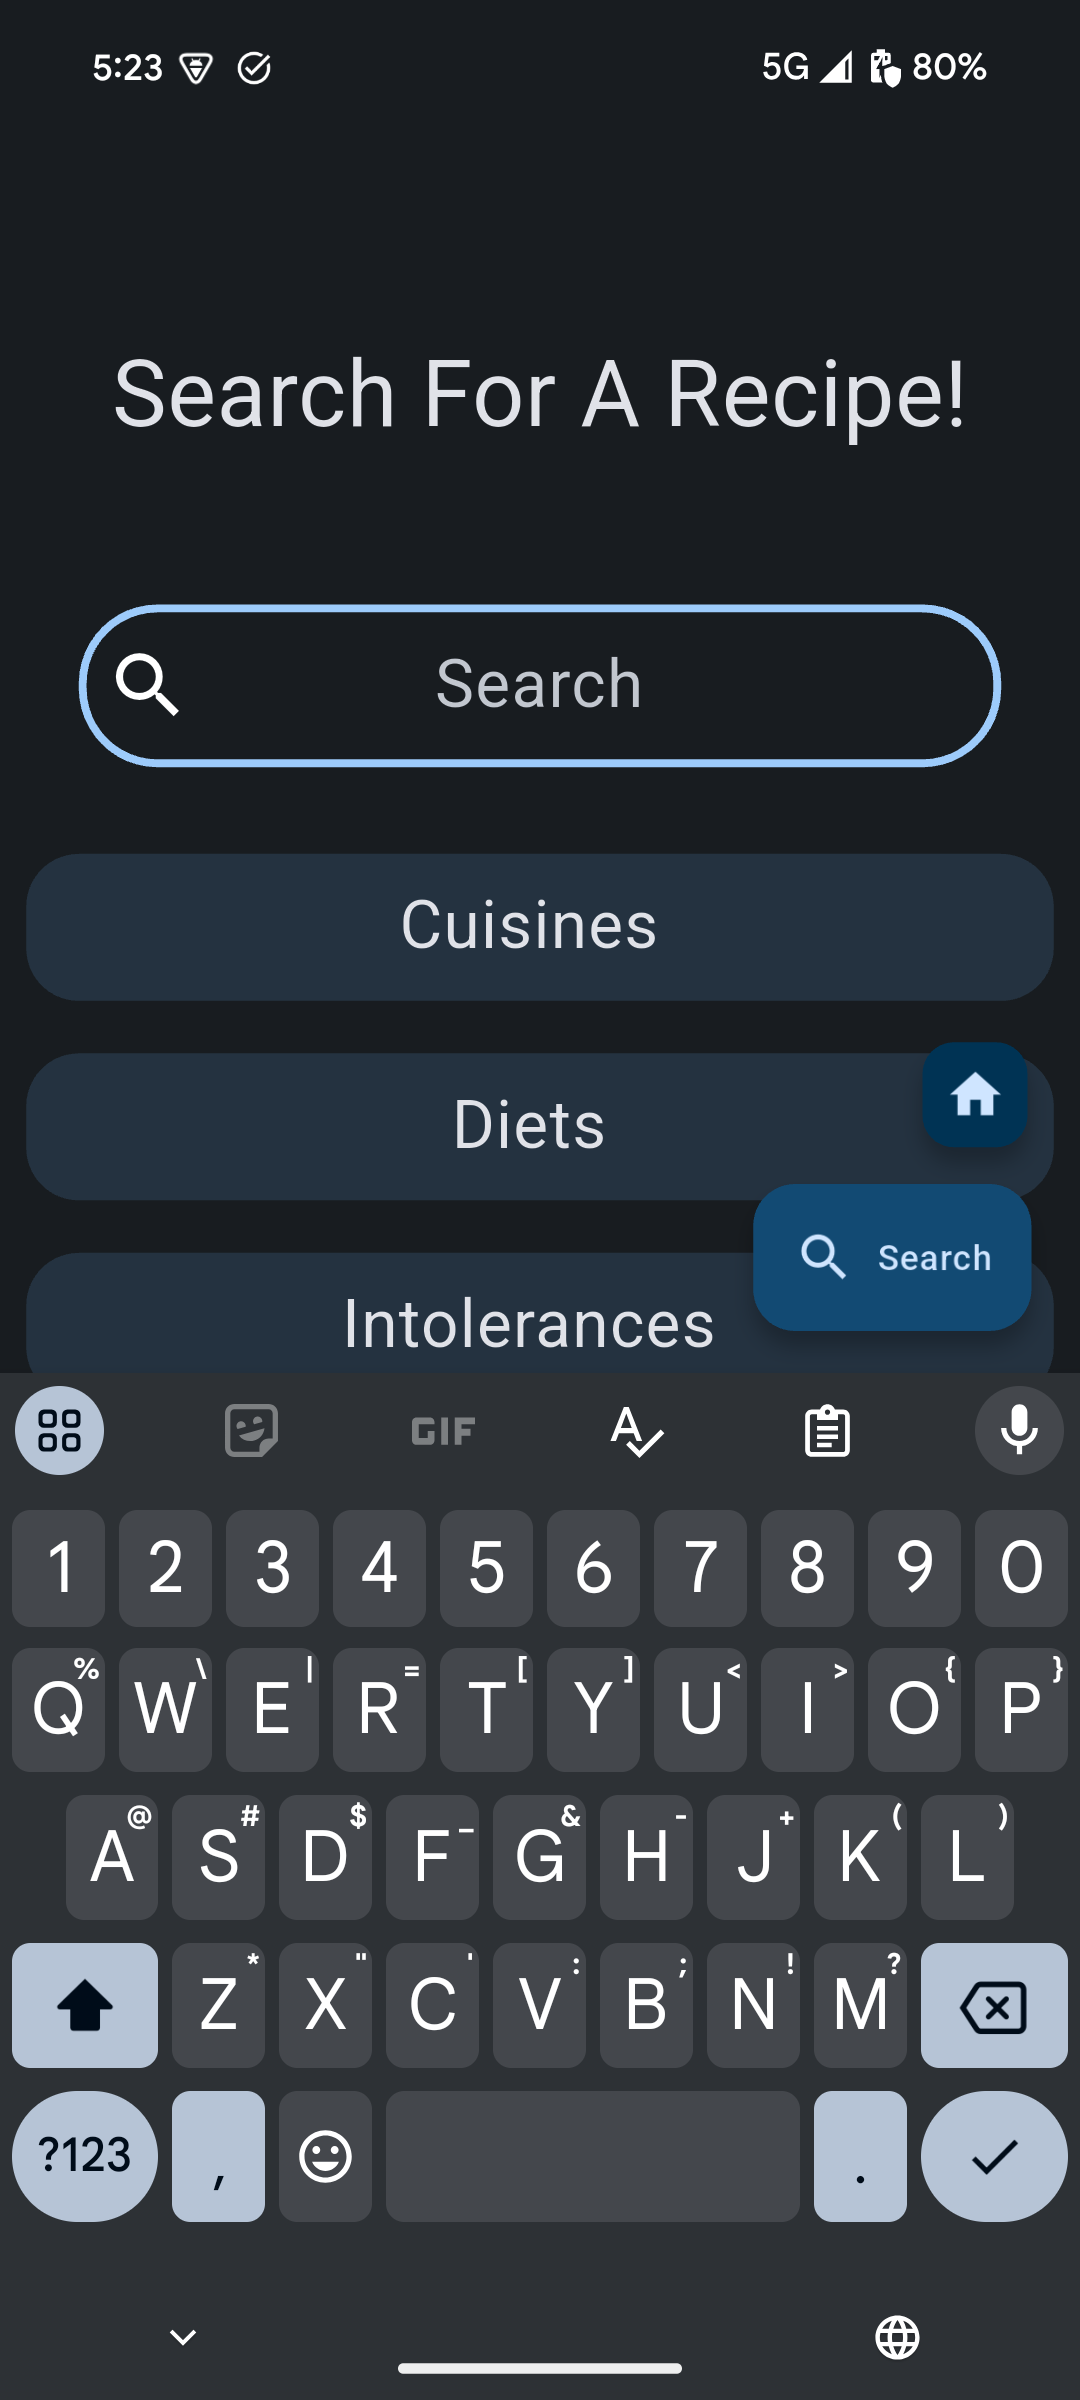 5:23 5G 80%
Search For A Recipe!
Search
Cuisines
Diets
Search
Intolerances
GIF
1 2 3 4 5 6 7 8 9 0
Q % W \ E | R = T [ Y ] U < I > O { P }
A @ S # D $ F _ G & H - J + K ( L )
Z * X " C ' V : B ; N ! M ?
?123 , .